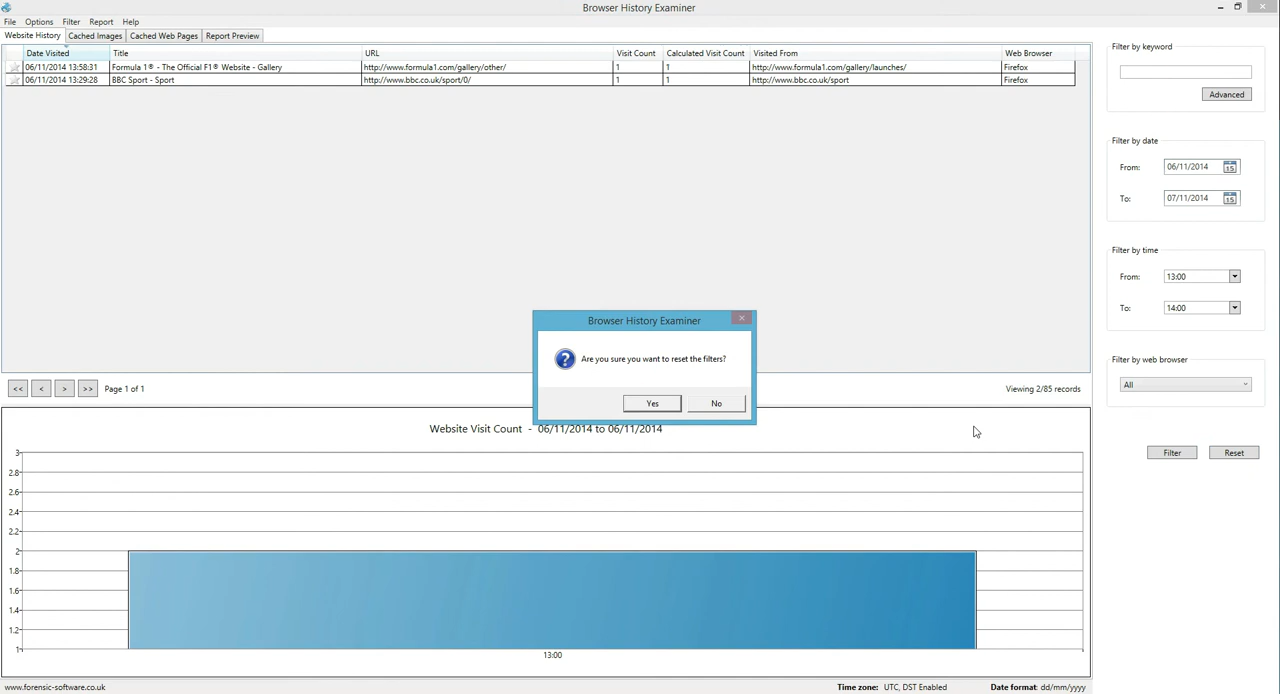 Browser History Examiner
File Options Filter Report Help
Website History Cached Images Cached Web Pages Report Preview
Date Visited Title URL Visit Count Calculated Visit Count Visited From Web Browser
06/11/2014 13:58:31 Formula 1® - The Official F1® Website - Gallery http://www.formula1.com/gallery/other/ 1 1 http://www.formula1.com/gallery/launches/ Firefox
06/11/2014 13:29:28 BBC Sport - Sport http://www.bbc.co.uk/sport/0/ 1 1 http://www.bbc.co.uk/sport Firefox
Filter by keyword
Advanced
Filter by date
From: 06/11/2014 15
To: 07/11/2014 15
Filter by time
From: 13:00
To: 14:00
Filter by web browser
All
Filter Reset
Browser History Examiner
Are you sure you want to reset the filters?
Yes No
<< < > >> Page 1 of 1 Viewing 2/85 records
Website Visit Count - 06/11/2014 to 06/11/2014
3
2.8
2.6
2.4
2.2
2
1.8
1.6
1.4
1.2
1
13:00
www.forensic-software.co.uk Time zone: UTC, DST Enabled Date format: dd/mm/yyyy